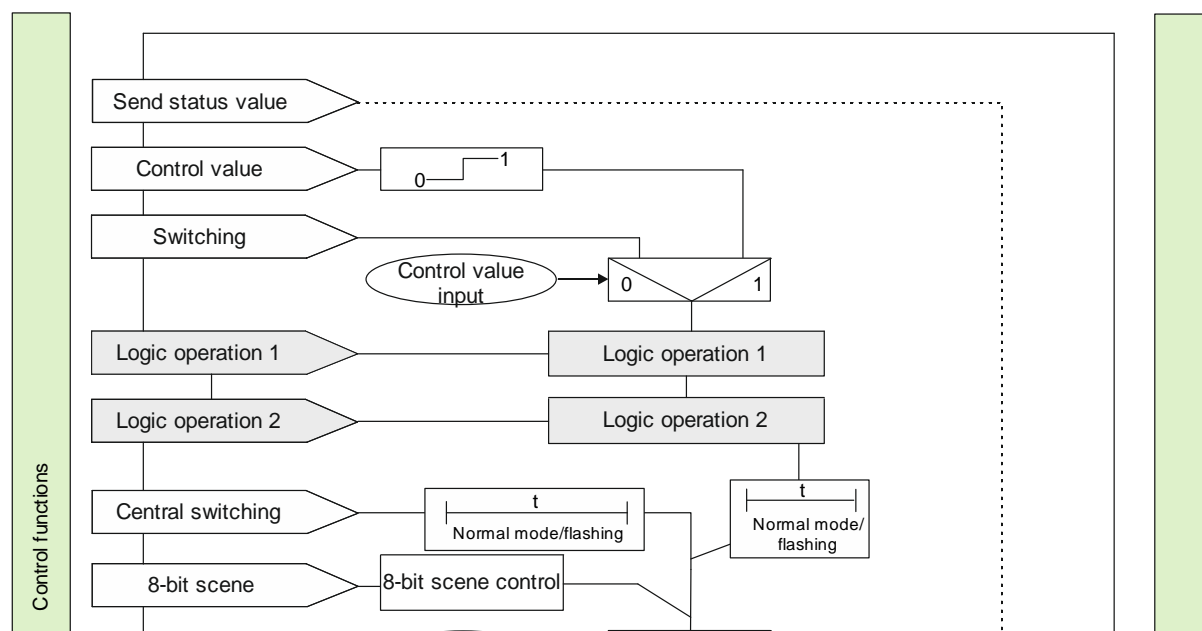 Send status value
Control value
0
1
Switching
Control value
input
0
1
Logic operation 1
Logic operation 1
Logic operation 2
Logic operation 2
Central switching
t
Normal mode/flashing
t
Normal mode/
flashing
8-bit scene
8-bit scene control
Control functions